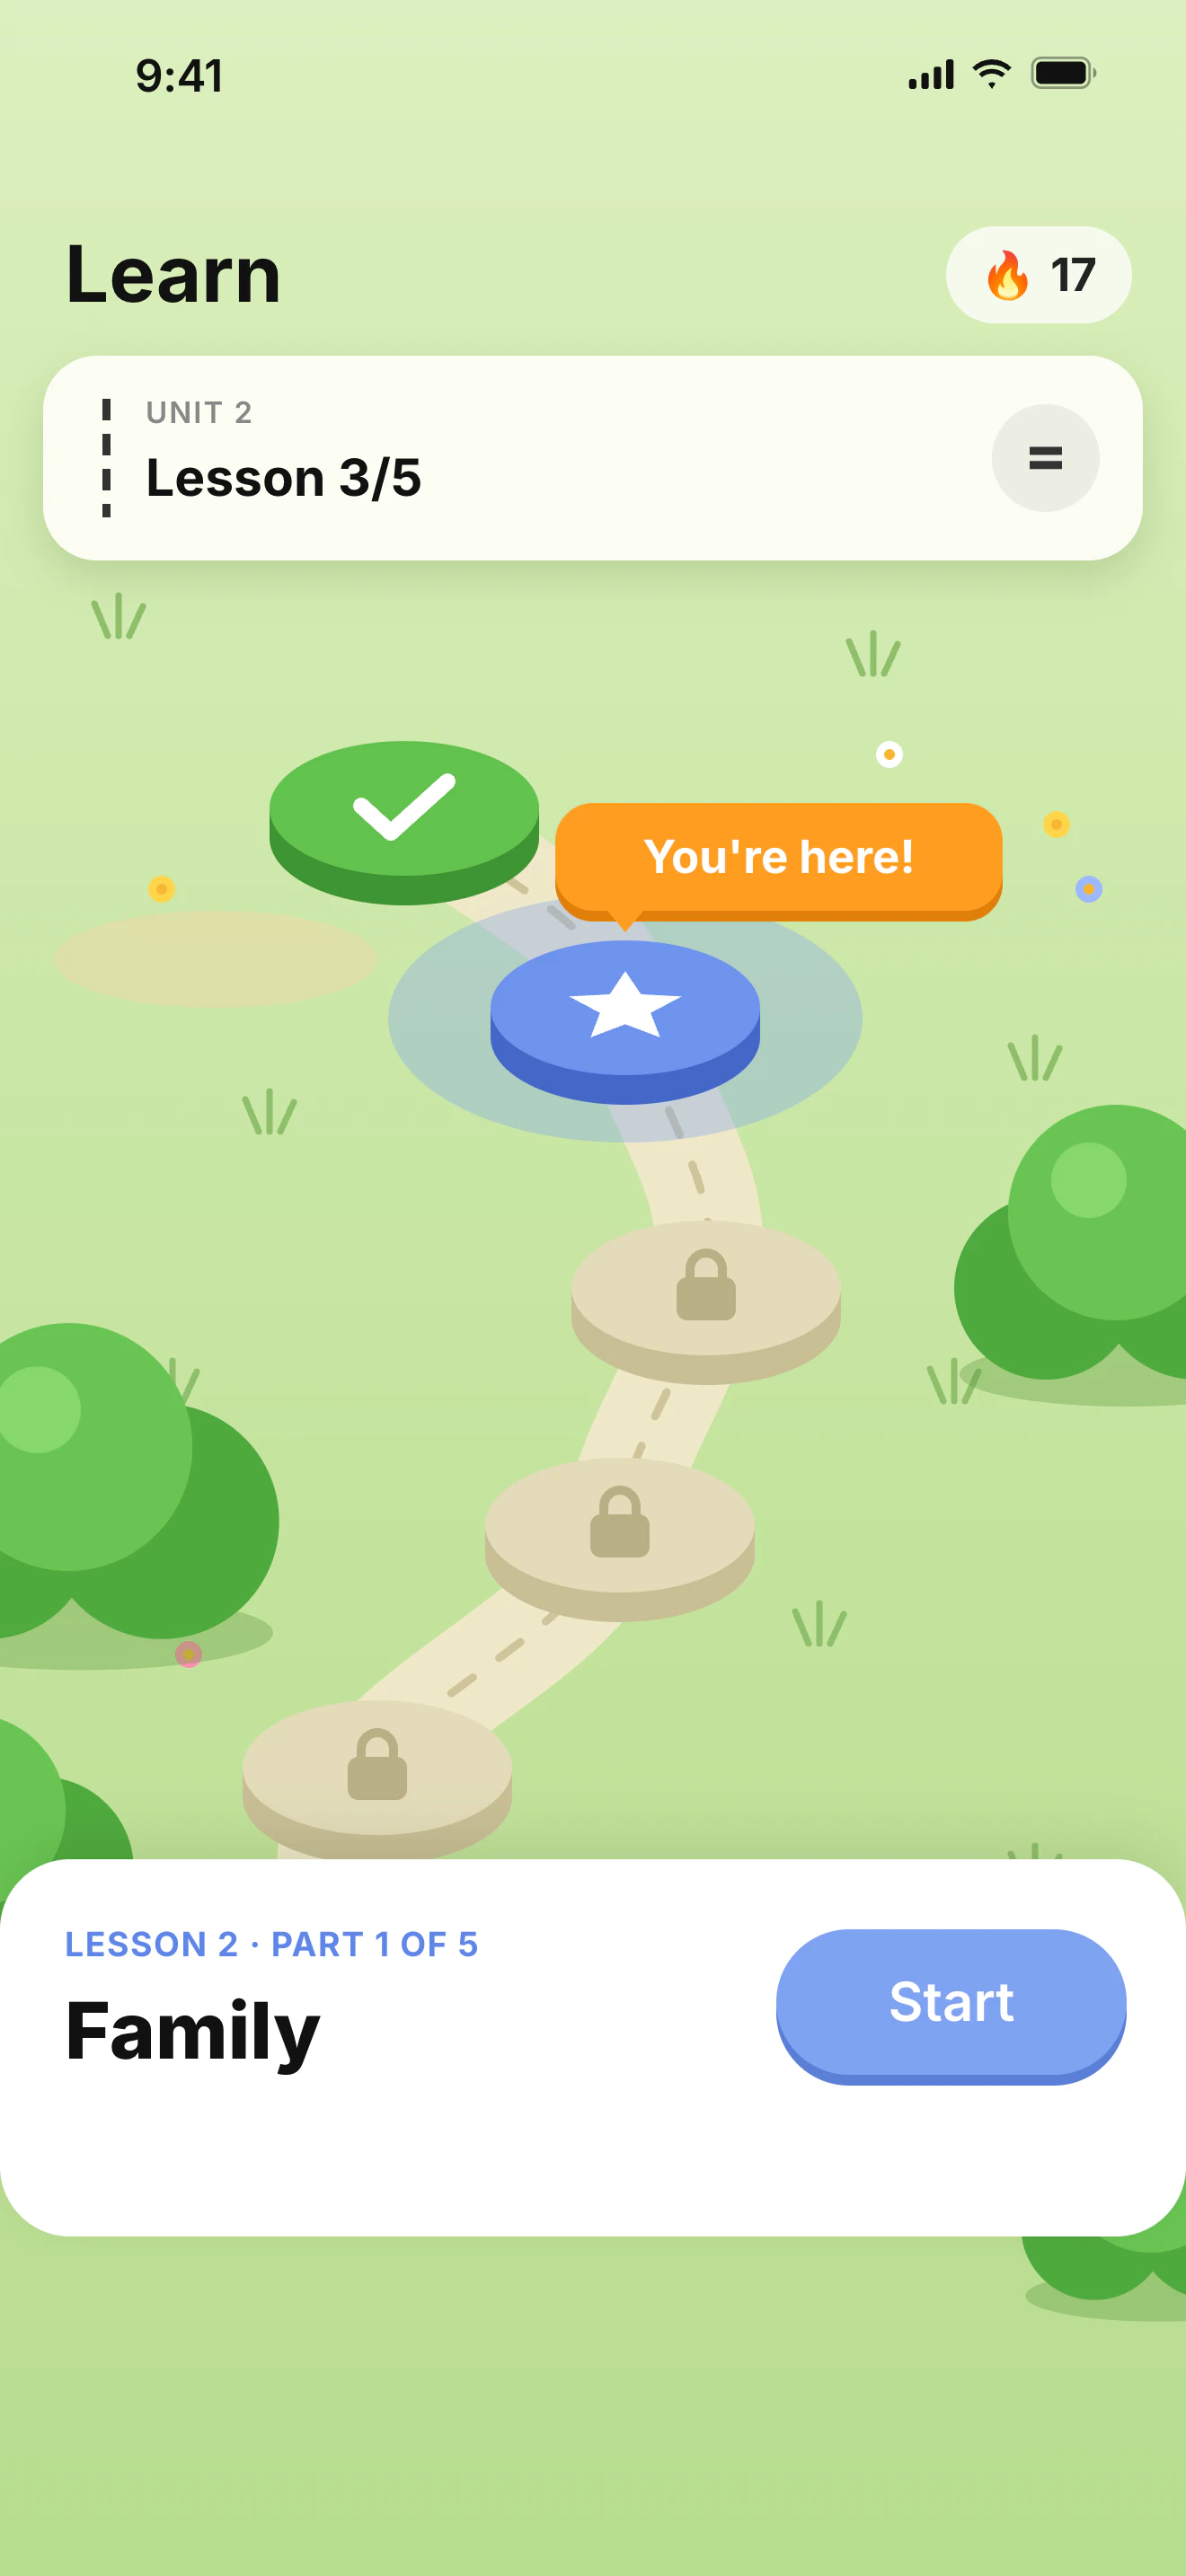 9:41
Learn
🔥 17
UNIT 2
Lesson 3/5
You're here!
LESSON 2 · PART 1 OF 5
Family
Start